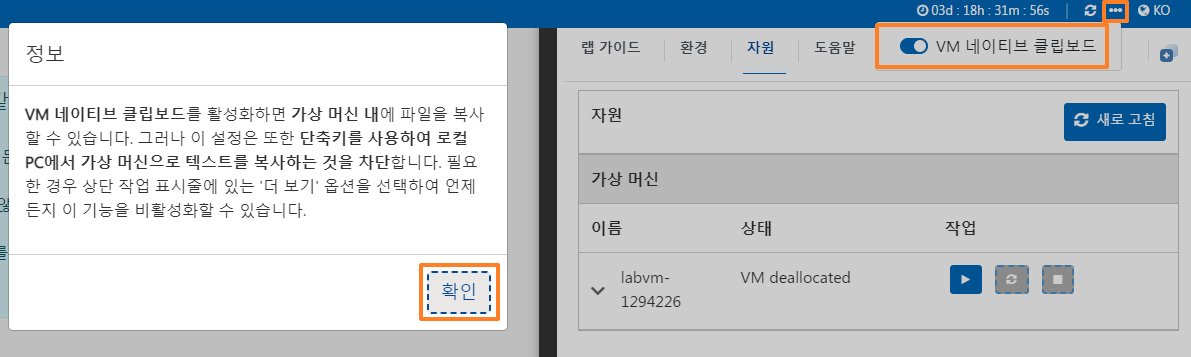 03d : 18h : 31m : 56s
KO
정보
VM 네이티브 클립보드를 활성화하면 가상 머신 내에 파일을 복사
할 수 있습니다. 그러나 이 설정은 또한 단축키를 사용하여 로컬
PC에서 가상 머신으로 텍스트를 복사하는 것을 차단합니다. 필요
한 경우 상단 작업 표시줄에 있는 '더 보기' 옵션을 선택하여 언제
든지 이 기능을 비활성화할 수 있습니다.
확인
랩 가이드 환경 자원 도움말
VM 네이티브 클립보드
자원
새로 고침
가상 머신
이름 상태 작업
labvm-
1294226
VM deallocated